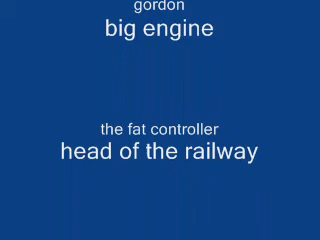 gordon
big engine
the fat controller
head of the railway